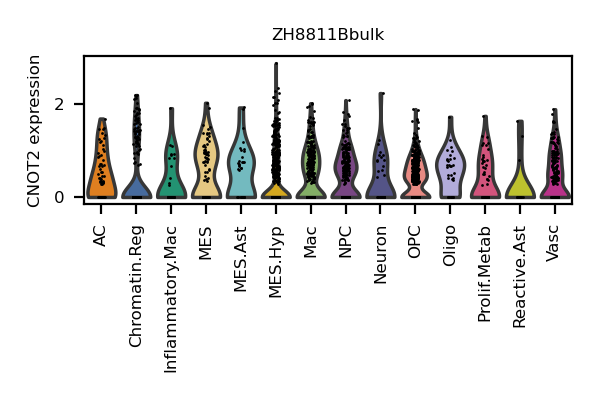 ZH8811Bbulk
CNOT2 expression
2
0
AC
Chromatin.Reg
Inflammatory.Mac
MES
MES.Ast
MES.Hyp
Mac
NPC
Neuron
OPC
Oligo
Prolif.Metab
Reactive.Ast
Vasc